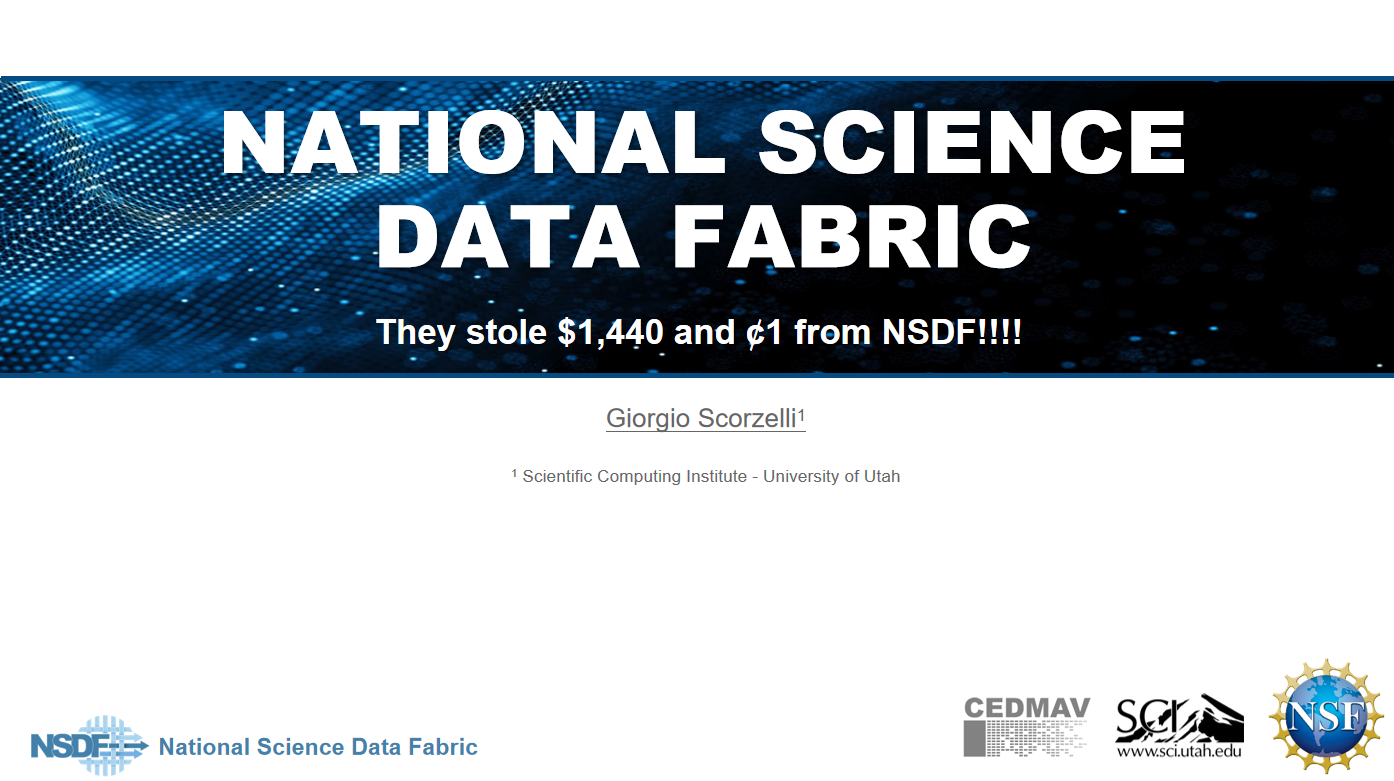 NATIONAL SCIENCE
DATA FABRIC
They stole $1,440 and ¢1 from NSDF!!!!
Giorgio Scorzelli¹
¹ Scientific Computing Institute - University of Utah
NSDF National Science Data Fabric
CEDMAV
SCI
www.sci.utah.edu
NSF